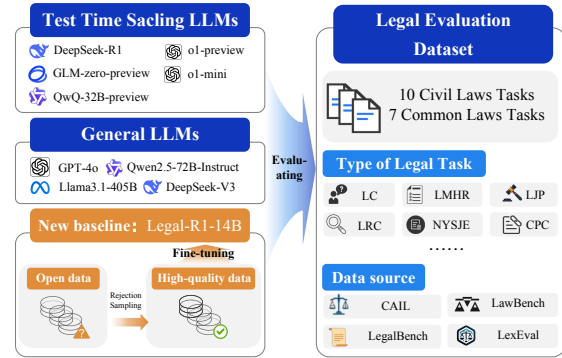 Test Time Sacling LLMs
DeepSeek-R1
o1-preview
GLM-zero-preview
o1-mini
QwQ-32B-preview
General LLMs
GPT-4o
Qwen2.5-72B-Instruct
Llama3.1-405B
DeepSeek-V3
New baseline: Legal-R1-14B
Fine-tuning
Open data
High-quality data
Rejection
Sampling
Evalu-
ating
Legal Evaluation
Dataset
10 Civil Laws Tasks
7 Common Laws Tasks
Type of Legal Task
LC
LMHR
LJP
LRC
NYSJE
CPC
······
Data source
CAIL
LawBench
LegalBench
LexEval